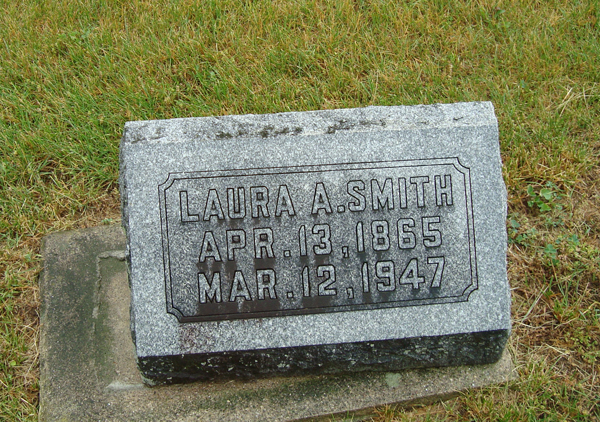 LAURA A. SMITH
APR. 13, 1865
MAR. 12, 1947